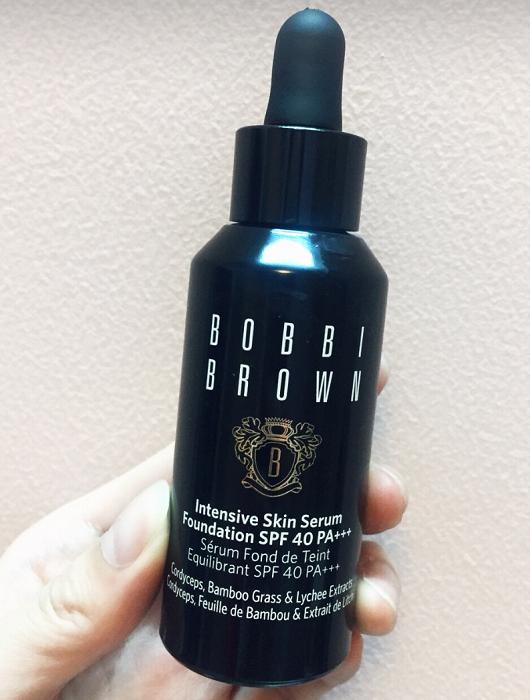 BOBBI
BROWN
B
Intensive Skin Serum
Foundation SPF 40 PA+++
Sérum Fond de Teint
Equilibrant SPF 40 PA+++
Cordyceps, Bamboo Grass & Lychee Extracts
Cordyceps, Feuille de Bambou & Extrait de Litchi